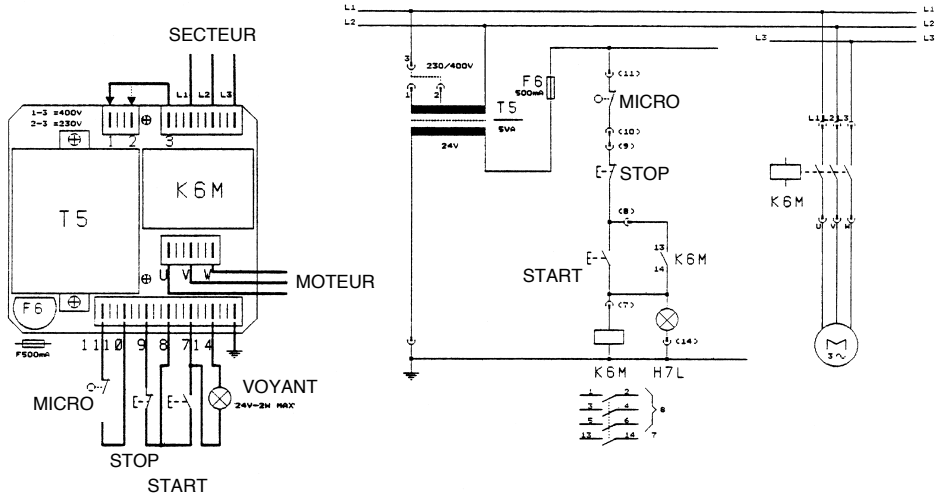 SECTEUR
L1 L2 L3
1-3 =400V
2-3 =230V
1 2 3
T5
K6M
U V W
MOTEUR
F6
F500mA
11 10 9 8 7 14
MICRO
VOYANT
24V-2W MAX
STOP
START
L1 L1
L2 L2
L3 L3
3
230/400V
1 2
T5
5VA
24V
F6
500mA
(11)
MICRO
(10)
(9)
STOP
(8)
13
K6M
14
START
(7)
(14)
K6M H7L
1 2
3 4
5 6
13 14
8
7
L1 L2 L3
K6M
U V W
M
3~